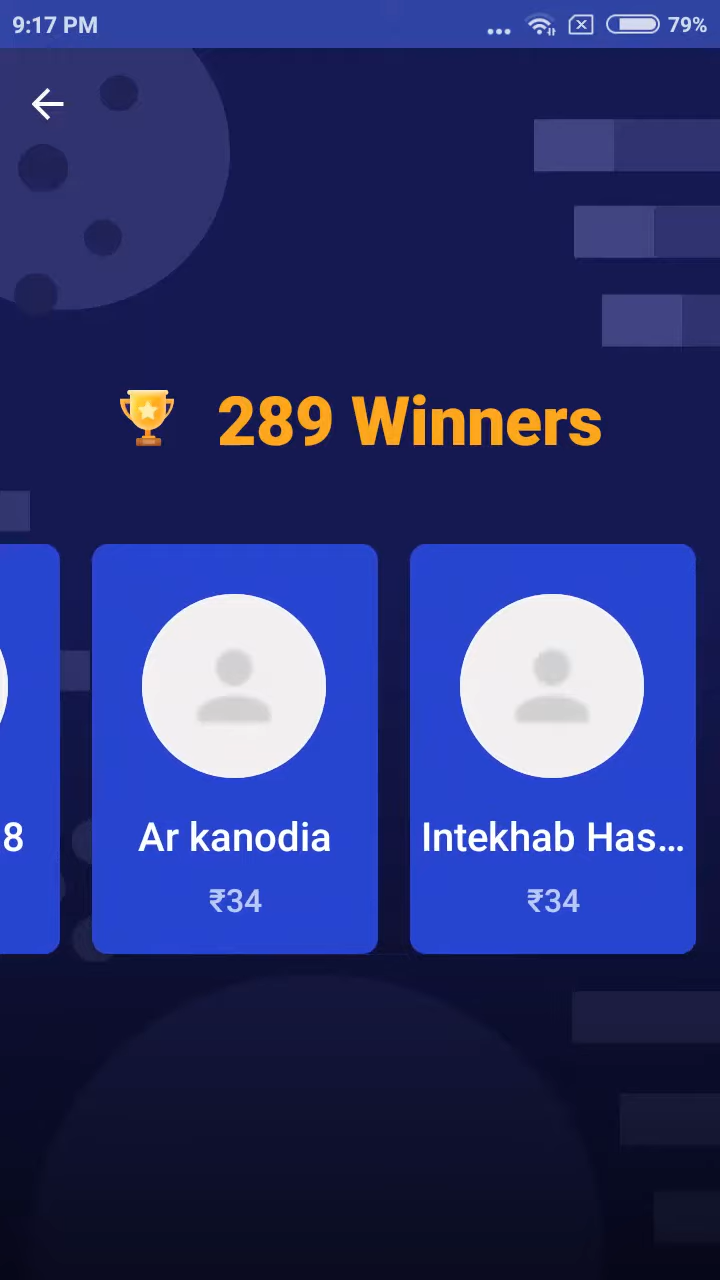 9:17 PM
79%
289 Winners
8
Ar kanodia
Intekhab Has...
₹34
₹34